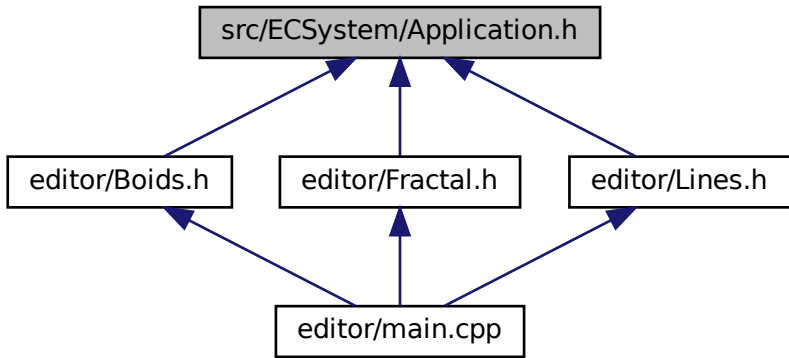 src/ECSystem/Application.h
editor/Boids.h
editor/Fractal.h
editor/Lines.h
editor/main.cpp